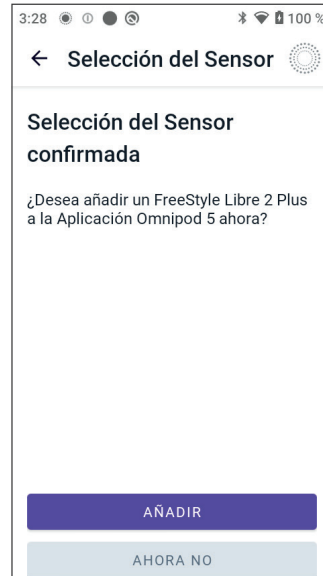 3:28 100 %
Selección del Sensor
Selección del Sensor
confirmada
¿Desea añadir un FreeStyle Libre 2 Plus
a la Aplicación Omnipod 5 ahora?
AÑADIR
AHORA NO